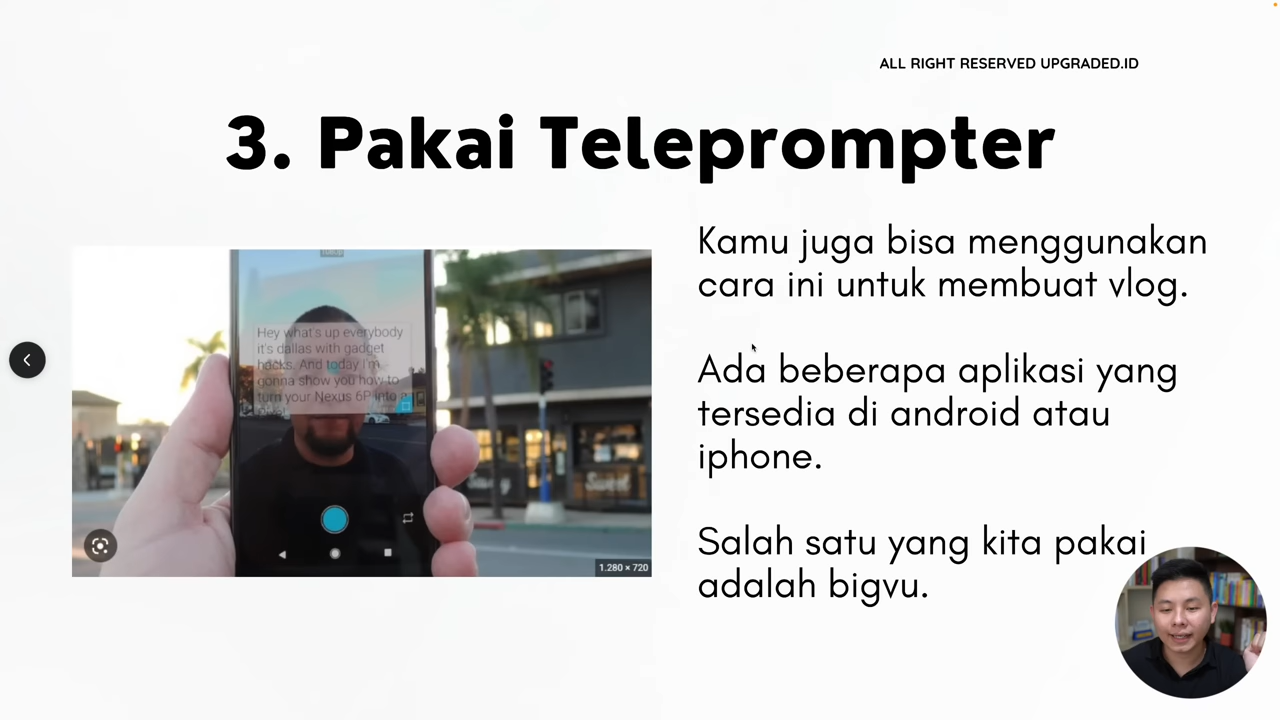 ALL RIGHT RESERVED UPGRADED.ID
3. Pakai Teleprompter
Kamu juga bisa menggunakan
cara ini untuk membuat vlog.
Ada beberapa aplikasi yang
tersedia di android atau
iphone.
Salah satu yang kita pakai
adalah bigvu.
Hey what's up everybody
it's dallas with gadget
hacks. And today i'm
gonna show you how to
turn your Nexus 6P into a
1.280 × 720